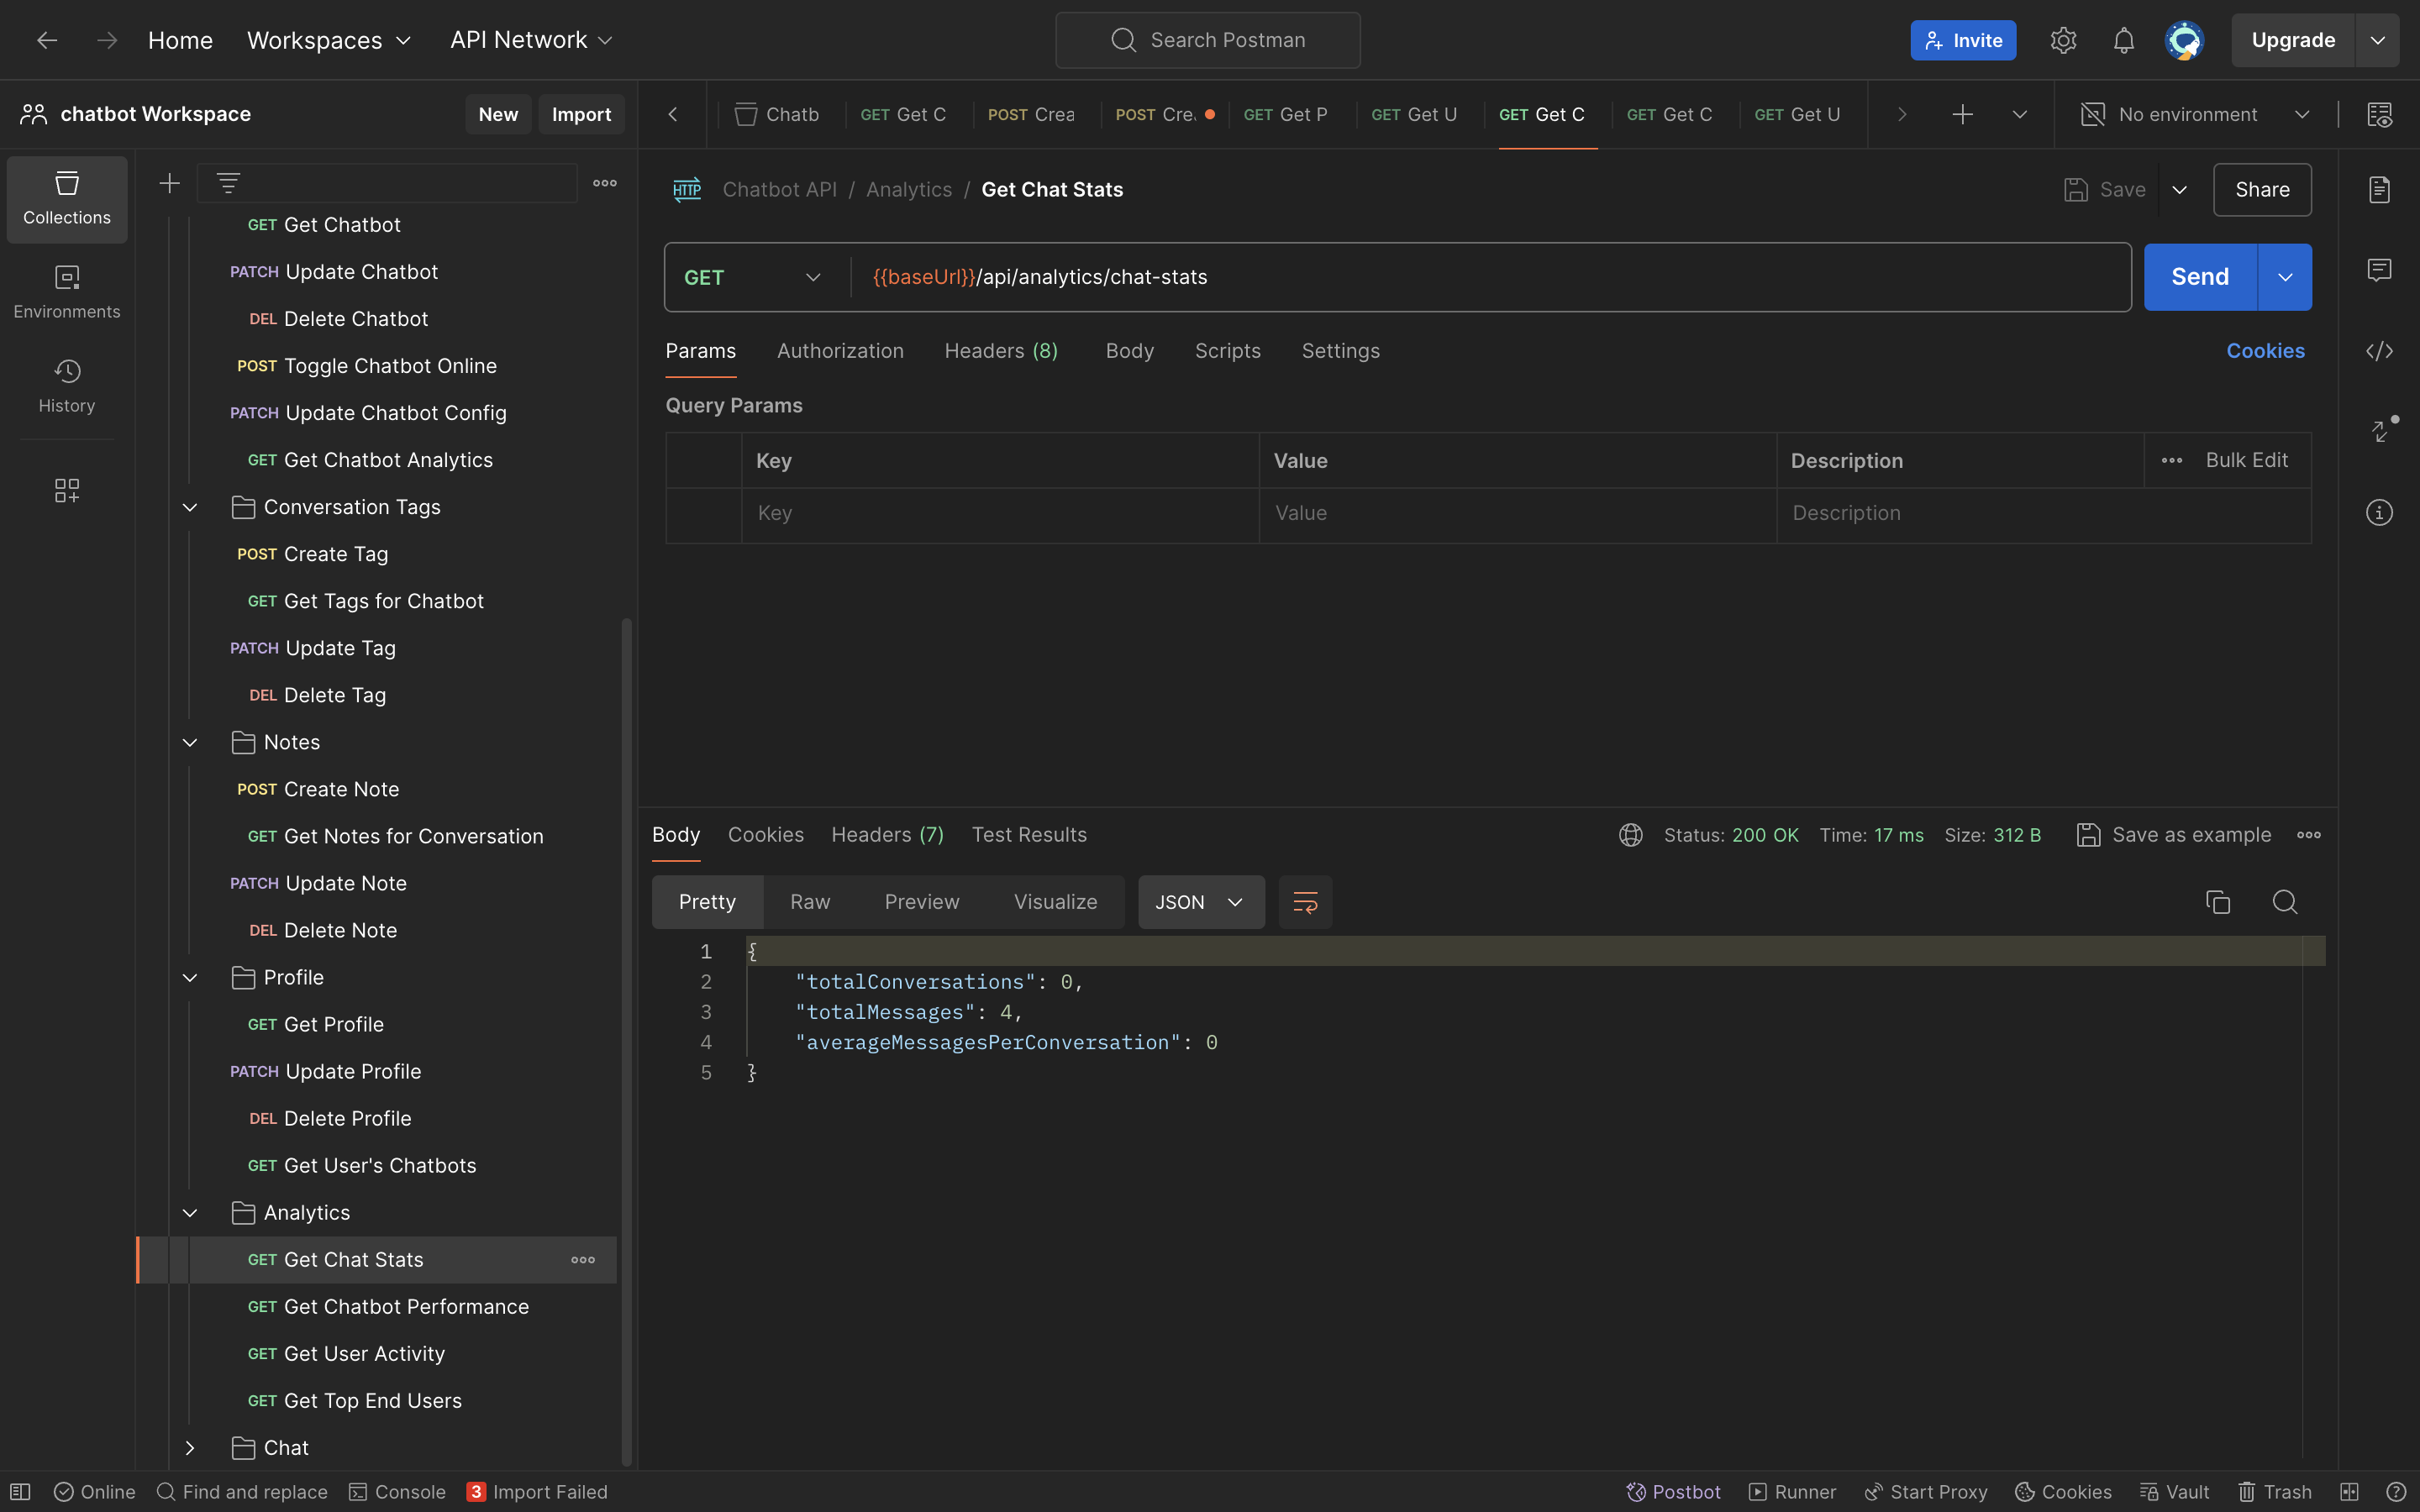 Home Workspaces API Network Search Postman Invite Upgrade
chatbot Workspace New Import Chatb GET Get C POST Crea POST Cre GET Get P GET Get U GET Get C GET Get C GET Get U No environment
Collections
Environments
History
GET Get Chatbot
PATCH Update Chatbot
DEL Delete Chatbot
POST Toggle Chatbot Online
PATCH Update Chatbot Config
GET Get Chatbot Analytics
Conversation Tags
POST Create Tag
GET Get Tags for Chatbot
PATCH Update Tag
DEL Delete Tag
Notes
POST Create Note
GET Get Notes for Conversation
PATCH Update Note
DEL Delete Note
Profile
GET Get Profile
PATCH Update Profile
DEL Delete Profile
GET Get User's Chatbots
Analytics
GET Get Chat Stats
GET Get Chatbot Performance
GET Get User Activity
GET Get Top End Users
Chat
HTTP Chatbot API / Analytics / Get Chat Stats Save Share
GET {{baseUrl}}/api/analytics/chat-stats Send
Params Authorization Headers (8) Body Scripts Settings Cookies
Query Params
Key Value Description Bulk Edit
Key Value Description
Body Cookies Headers (7) Test Results Status: 200 OK Time: 17 ms Size: 312 B Save as example
Pretty Raw Preview Visualize JSON
1 {
2 "totalConversations": 0,
3 "totalMessages": 4,
4 "averageMessagesPerConversation": 0
5 }
Online Find and replace Console 3 Import Failed Postbot Runner Start Proxy Cookies Vault Trash